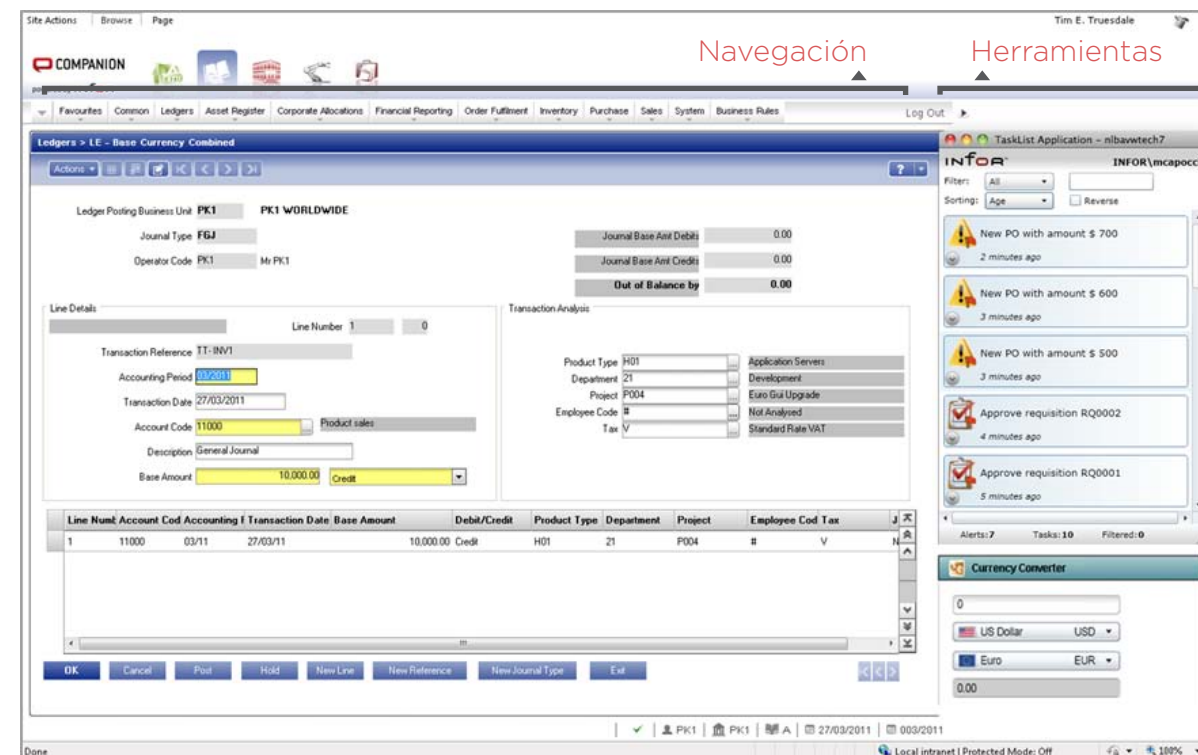 Site Actions Browse Page Tim E. Truesdale
Navegación Herramientas
COMPANION
Favourites Common Ledgers Asset Register Corporate Allocations Financial Reporting Order Fulfilment Inventory Purchase Sales System Business Rules Log Out
Ledgers > LE - Base Currency Combined
Actions ?
Ledger Posting Business Unit PK1 PK1 WORLDWIDE
Journal Type FGJ
Operator Code PK1 Mr PK1
Journal Base Amt Debits 0.00
Journal Base Amt Credits 0.00
Out of Balance by 0.00
Line Details
Line Number 1 0
Transaction Reference TT-INV1
Accounting Period 03/2011
Transaction Date 27/03/2011
Account Code 11000 ... Product sales
Description General Journal
Base Amount 10,000.00 Credit
Transaction Analysis
Product Type H01 ... Application Servers
Department 21 ... Development
Project P004 ... Euro Gui Upgrade
Employee Code # ... Not Analysed
Tax V ... Standard Rate VAT
Line Numb Account Cod Accounting F Transaction Date Base Amount Debit/Credit Product Type Department Project Employee Cod Tax J
1 11000 03/11 27/03/11 10,000.00 Credit H01 21 P004 # V N
OK Cancel Post Hold New Line New Reference New Journal Type Exit
PK1 PK1 A 27/03/2011 003/2011
TaskList Application - nlbavwtech7
INFOR INFOR\mcapocc
Filter: All
Sorting: Age Reverse
New PO with amount $ 700
2 minutes ago
New PO with amount $ 600
3 minutes ago
New PO with amount $ 500
3 minutes ago
Approve requisition RQ0002
4 minutes ago
Approve requisition RQ0001
5 minutes ago
Alerts:7 Tasks:10 Filtered:0
Currency Converter
0
US Dollar USD
Euro EUR
0.00
Done Local intranet | Protected Mode: Off 100%